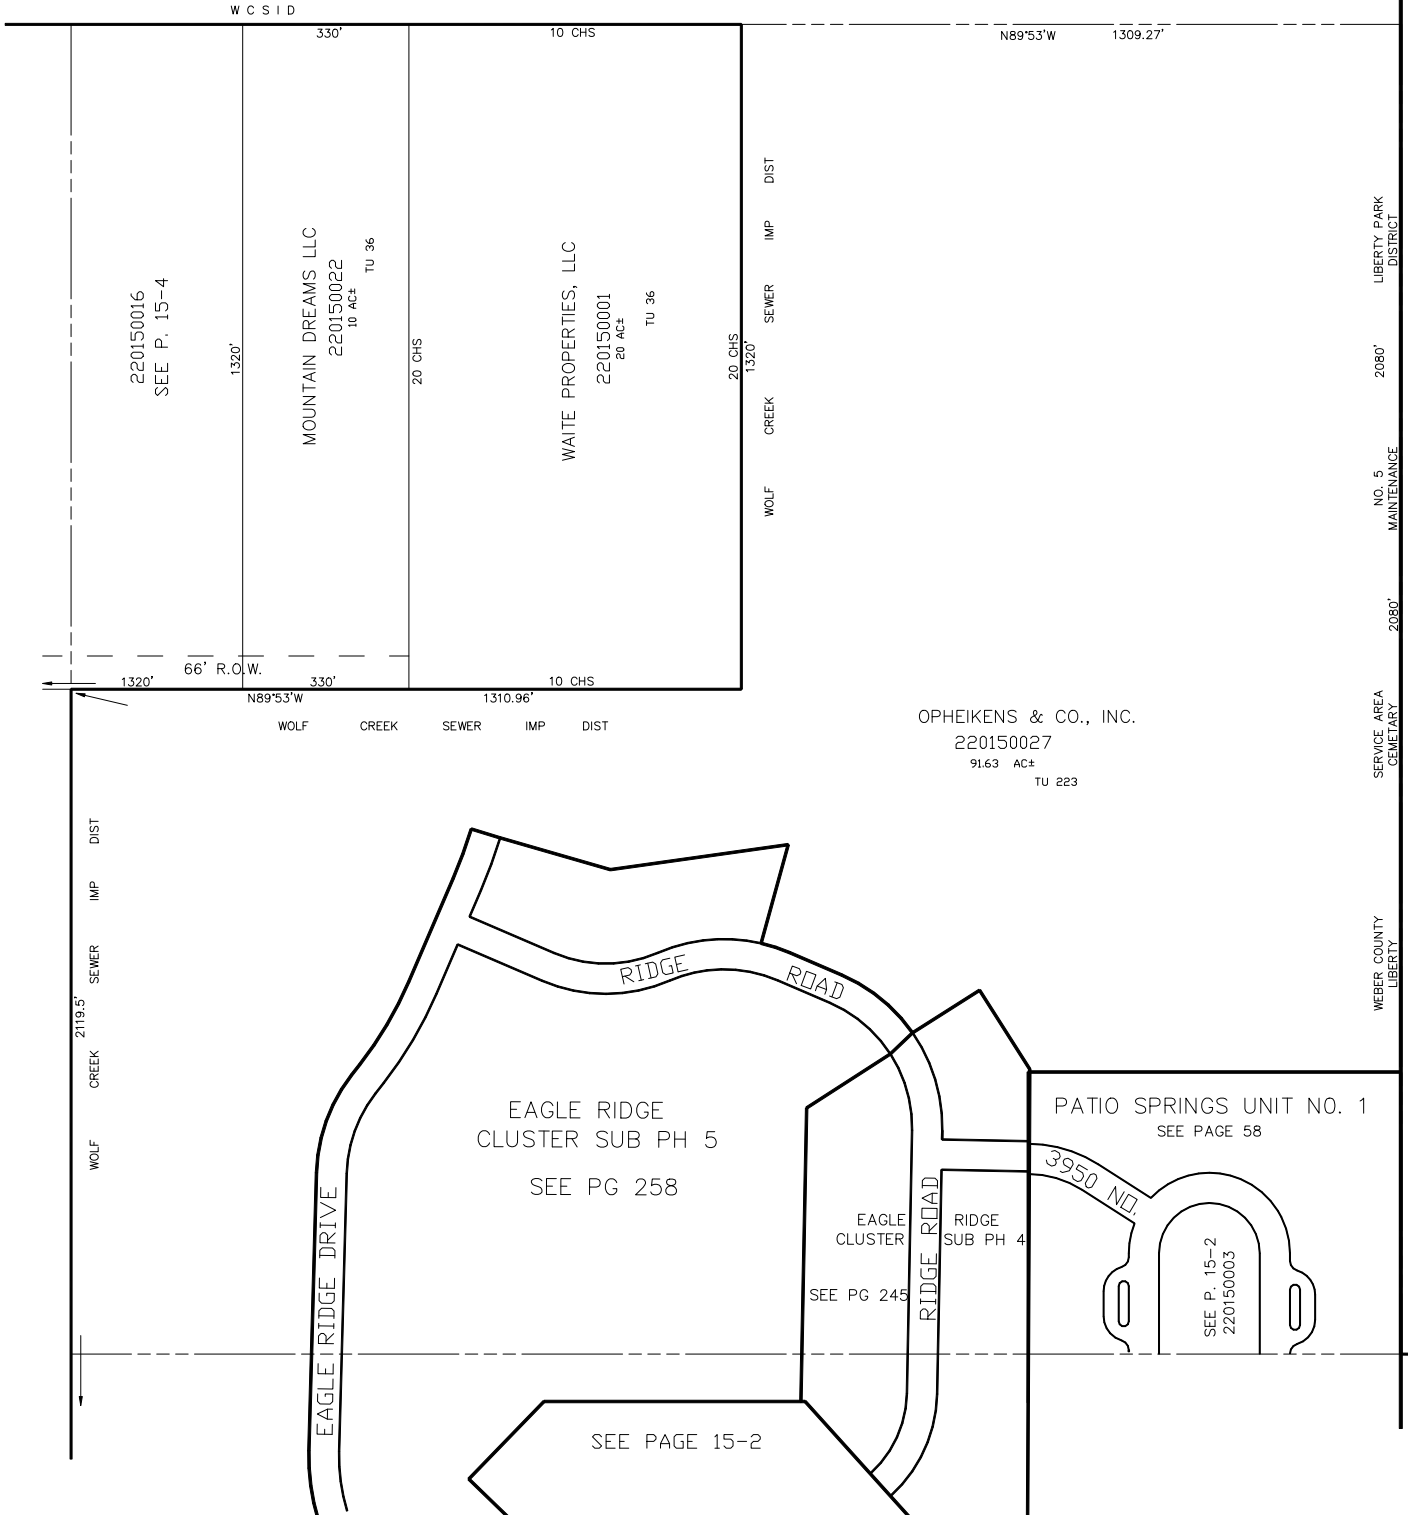 WCSID
330'
10 CHS
N89°53'W 1309.27'
220150016
SEE P. 15-4
1320'
MOUNTAIN DREAMS LLC
220150022
10 AC±
TU 36
20 CHS
WAITE PROPERTIES, LLC
220150001
20 AC±
TU 36
20 CHS
1320'
WOLF CREEK SEWER IMP DIST
WEBER COUNTY SERVICE AREA NO. 5 2080' LIBERTY PARK
LIBERTY CEMETARY 2080' MAINTENANCE DISTRICT
66' R.O.W.
1320'
330'
10 CHS
N89°53'W 1310.96'
WOLF CREEK SEWER IMP DIST
OPHEIKENS & CO., INC.
220150027
91.63 AC±
TU 223
2119.5'
WOLF CREEK SEWER IMP DIST
RIDGE ROAD
EAGLE RIDGE
CLUSTER SUB PH 5
SEE PG 258
EAGLE RIDGE DRIVE
PATIO SPRINGS UNIT NO. 1
SEE PAGE 58
3950 NO.
EAGLE RIDGE
CLUSTER SUB PH 4
SEE PG 245
RIDGE ROAD
SEE P. 15-2
220150003
SEE PAGE 15-2